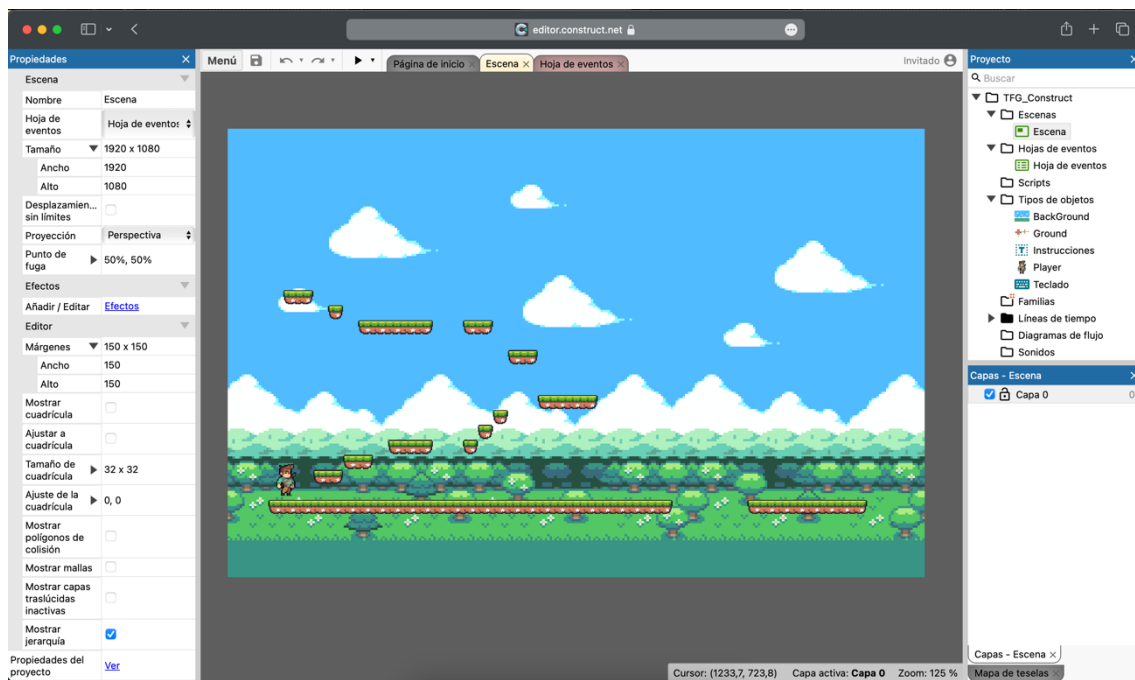 editor.construct.net
Propiedades
Menú
Página de inicio
Escena
Hoja de eventos
Invitado
Proyecto
Escena
Nombre
Escena
Hoja de eventos
Hoja de eventos
Tamaño
1920 x 1080
Ancho
1920
Alto
1080
Desplazamien...
sin límites
Proyección
Perspectiva
Punto de
fuga
50%, 50%
Efectos
Añadir / Editar
Efectos
Editor
Márgenes
150 x 150
Ancho
150
Alto
150
Mostrar
cuadrícula
Ajustar a
cuadrícula
Tamaño de
cuadrícula
32 x 32
Ajuste de la
cuadrícula
0, 0
Mostrar
polígonos de
colisión
Mostrar mallas
Mostrar capas
traslúcidas
inactivas
Mostrar
jerarquía
Propiedades del
proyecto
Ver
Buscar
TFG_Construct
Escenas
Escena
Hojas de eventos
Hoja de eventos
Scripts
Tipos de objetos
BackGround
Ground
Instrucciones
Player
Teclado
Familias
Líneas de tiempo
Diagramas de flujo
Sonidos
Capas - Escena
Capa 0
0
Capas - Escena
Mapa de teselas
Cursor: (1233,7, 723,8) Capa activa: Capa 0 Zoom: 125 %